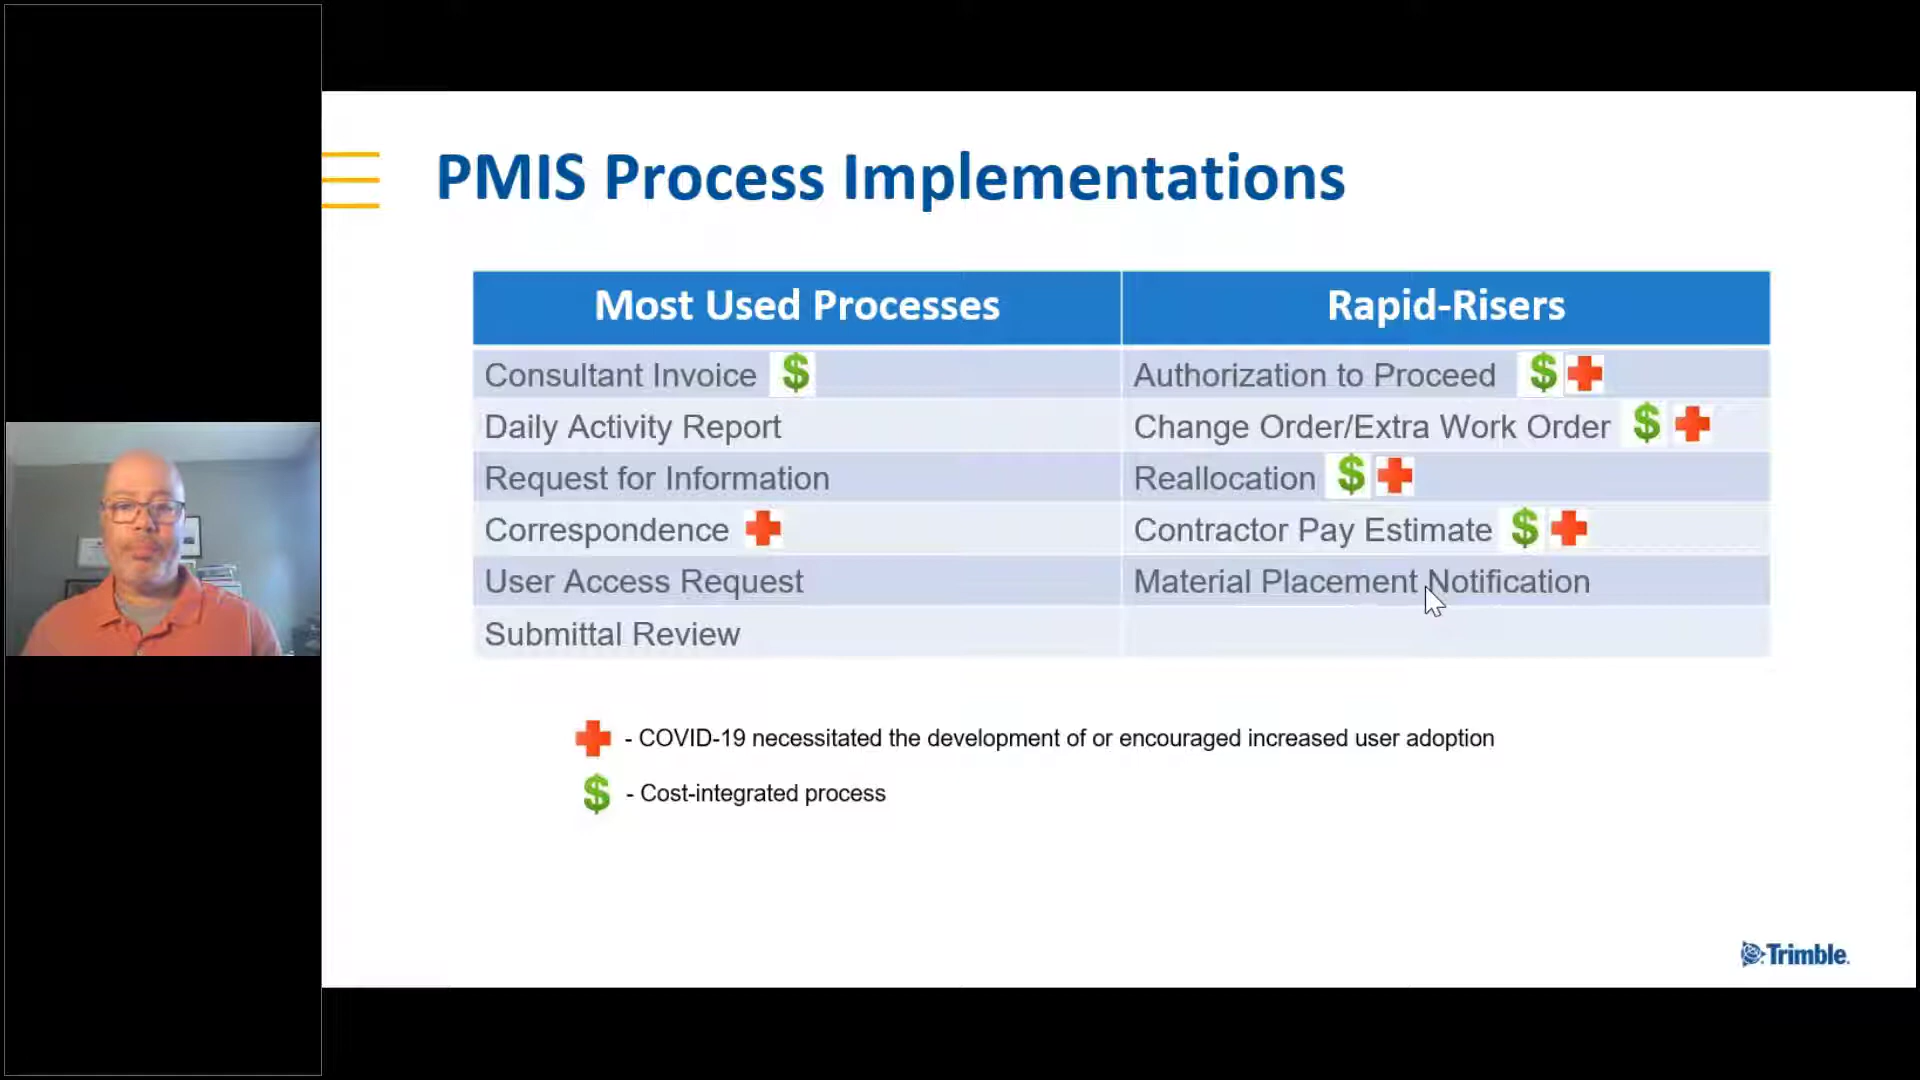 PMIS Process Implementations
Most Used Processes
Rapid-Risers
Consultant Invoice $
Authorization to Proceed $
Daily Activity Report
Change Order/Extra Work Order $
Request for Information
Reallocation $
Correspondence
Contractor Pay Estimate $
User Access Request
Material Placement Notification
Submittal Review
- COVID-19 necessitated the development of or encouraged increased user adoption
$ - Cost-integrated process
Trimble.